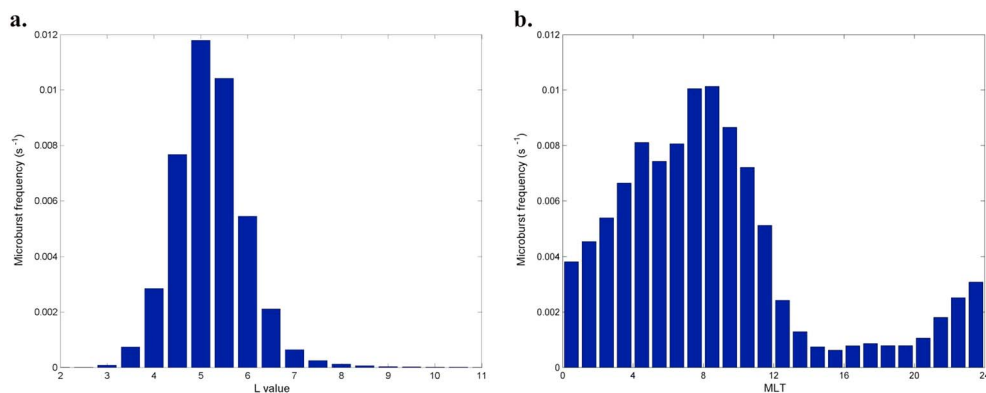 a.
0.012
0.01
0.008
0.006
0.004
0.002
0
Microburst frequency (s⁻¹)
2 3 4 5 6 7 8 9 10 11
L value
b.
0.012
0.01
0.008
0.006
0.004
0.002
0
Microburst frequency (s⁻¹)
0 4 8 12 16 20 24
MLT